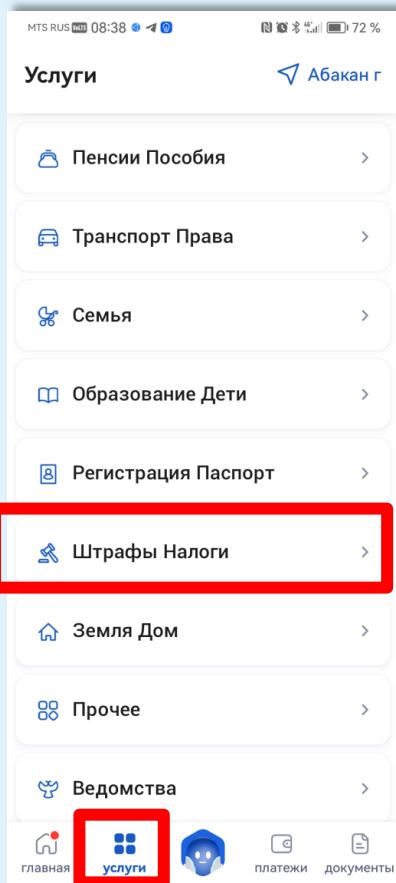 MTS RUS 08:38 72 %
Услуги Абакан г
Пенсии Пособия
Транспорт Права
Семья
Образование Дети
Регистрация Паспорт
Штрафы Налоги
Земля Дом
Прочее
Ведомства
главная услуги платежи документы